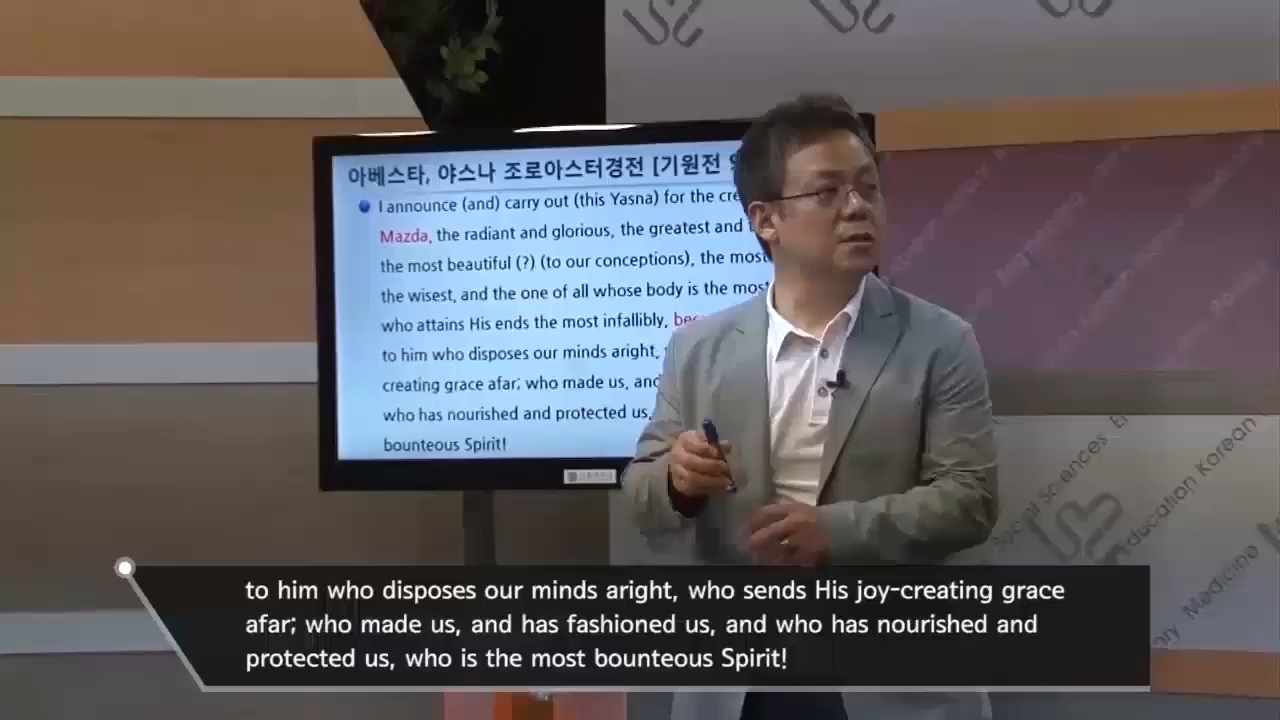 아베스타, 야스나 조로아스터경전 [기원전
I announce (and) carry out (this Yasna) for the
Mazda, the radiant and glorious, the greatest and
the most beautiful (?) (to our conceptions), the most
the wisest, and the one of all whose body is the most
who attains His ends the most infallibly,
to him who disposes our minds aright,
creating grace afar; who made us, and
who has nourished and protected us,
bounteous Spirit!
Social Sciences
Education Korean
Medicine
to him who disposes our minds aright, who sends His joy-creating grace
afar; who made us, and has fashioned us, and who has nourished and
protected us, who is the most bounteous Spirit!